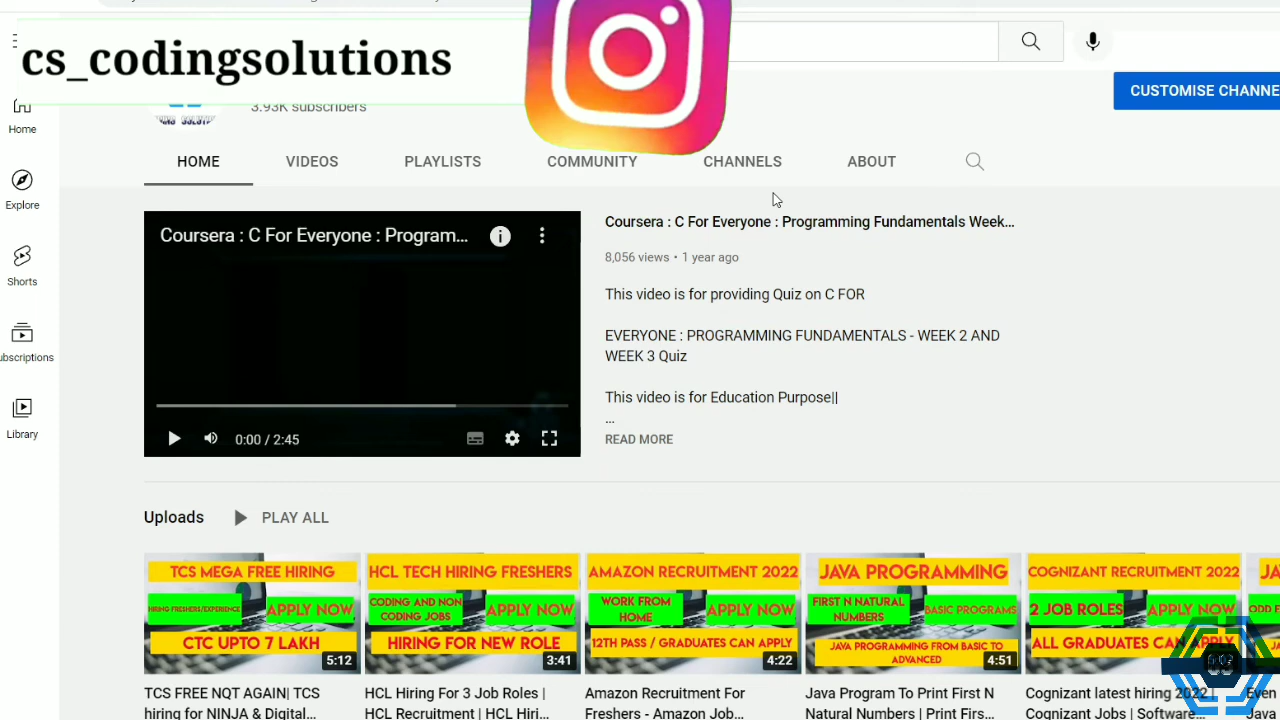 cs_codingsolutions
3.93K subscribers
CUSTOMISE CHANNE
Home
Explore
Shorts
ubscriptions
Library
HOME
VIDEOS
PLAYLISTS
COMMUNITY
CHANNELS
ABOUT
Coursera : C For Everyone : Program...
0:00 / 2:45
Coursera : C For Everyone : Programming Fundamentals Week...
8,056 views • 1 year ago
This video is for providing Quiz on C FOR
EVERYONE : PROGRAMMING FUNDAMENTALS - WEEK 2 AND
WEEK 3 Quiz
This video is for Education Purpose||
...
READ MORE
Uploads
PLAY ALL
TCS MEGA FREE HIRING
HIRING FRESHERS/EXPERIENCE
APPLY NOW
CTC UPTO 7 LAKH
5:12
TCS FREE NQT AGAIN| TCS
hiring for NINJA & Digital...
HCL TECH HIRING FRESHERS
CODING AND NON
CODING JOBS
APPLY NOW
HIRING FOR NEW ROLE
3:41
HCL Hiring For 3 Job Roles |
HCL Recruitment | HCL Hiri...
AMAZON RECRUITMENT 2022
WORK FROM
HOME
APPLY NOW
12TH PASS / GRADUATES CAN APPLY
4:22
Amazon Recruitment For
Freshers - Amazon Job...
JAVA PROGRAMMING
FIRST N NATURAL
NUMBERS
BASIC PROGRAMS
JAVA PROGRAMMING FROM BASIC TO
ADVANCED
4:51
Java Program To Print First N
Natural Numbers | Print Firs...
COGNIZANT RECRUITMENT 2022
2 JOB ROLES
APPLY NOW
ALL GRADUATES CAN APPLY
Cognizant latest hiring 2022 |
Cognizant Jobs | Software...
JA
ODD E
Even
Java